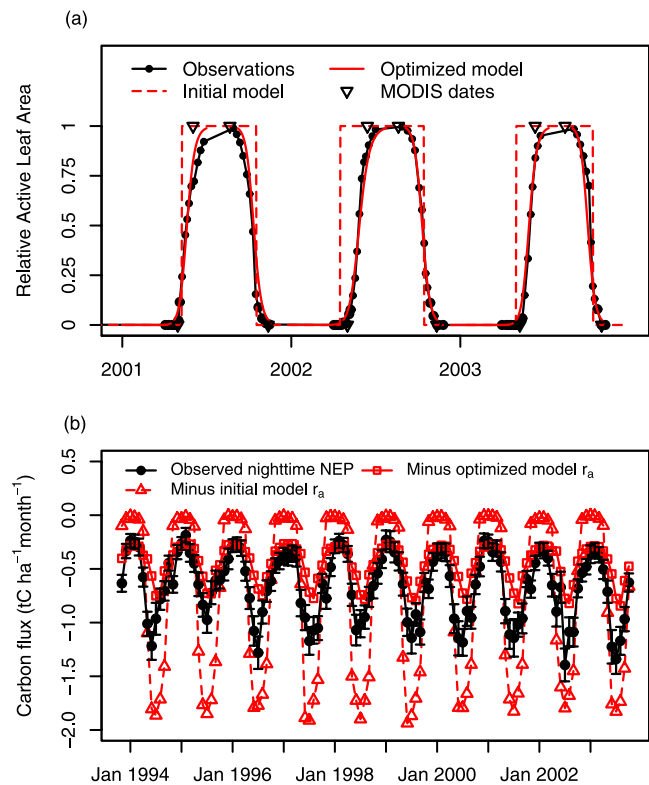 (a)
Observations
Optimized model
Initial model
MODIS dates
Relative Active Leaf Area
1
0.75
0.5
0.25
0
2001
2002
2003
(b)
Observed nighttime NEP
Minus optimized model rₐ
Minus initial model rₐ
Carbon flux (tC ha⁻¹month⁻¹)
0.5
0.0
−0.5
−1.0
−1.5
−2.0
Jan 1994
Jan 1996
Jan 1998
Jan 2000
Jan 2002